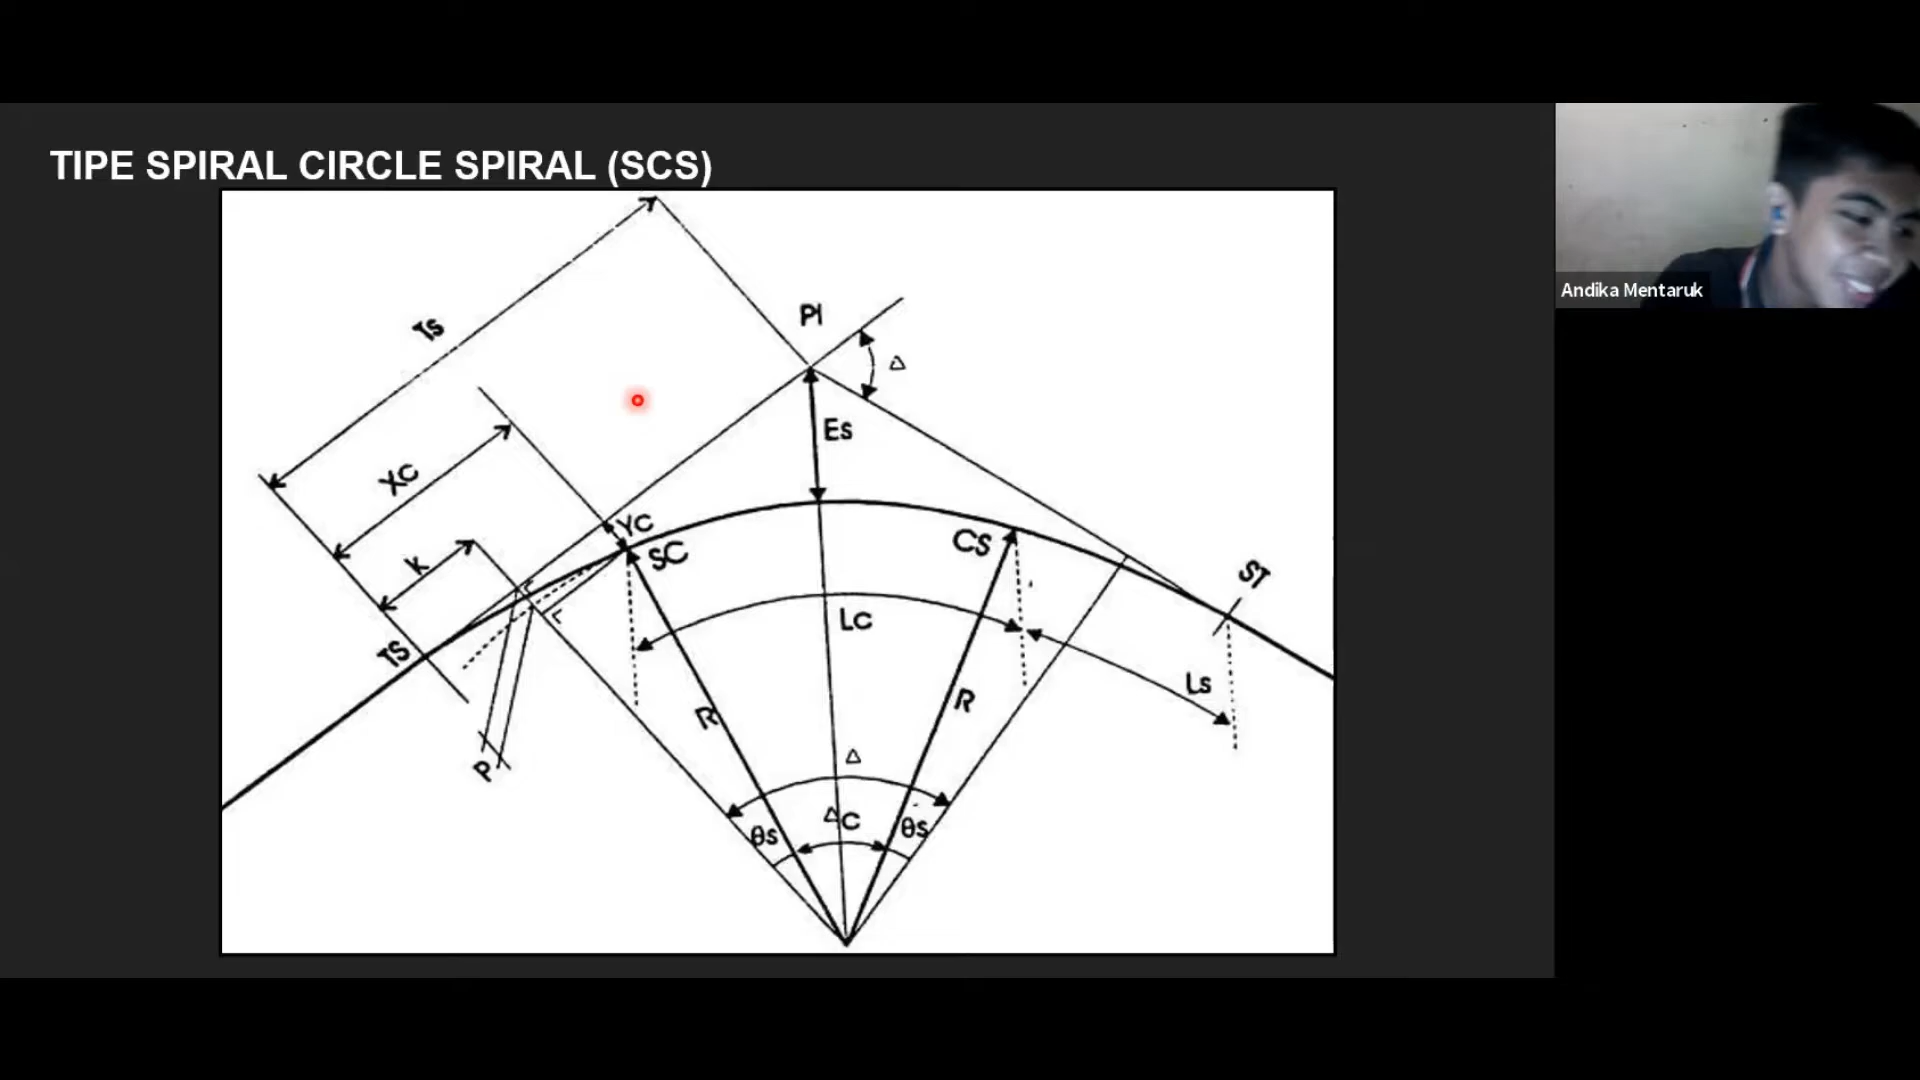 TIPE SPIRAL CIRCLE SPIRAL (SCS)
Andika Mentaruk
PI
Ts
Δ
Es
XC
YC
SC
CS
K
ST
Lc
TS
Ls
R
R
P
Δ
Δc
θs
θs